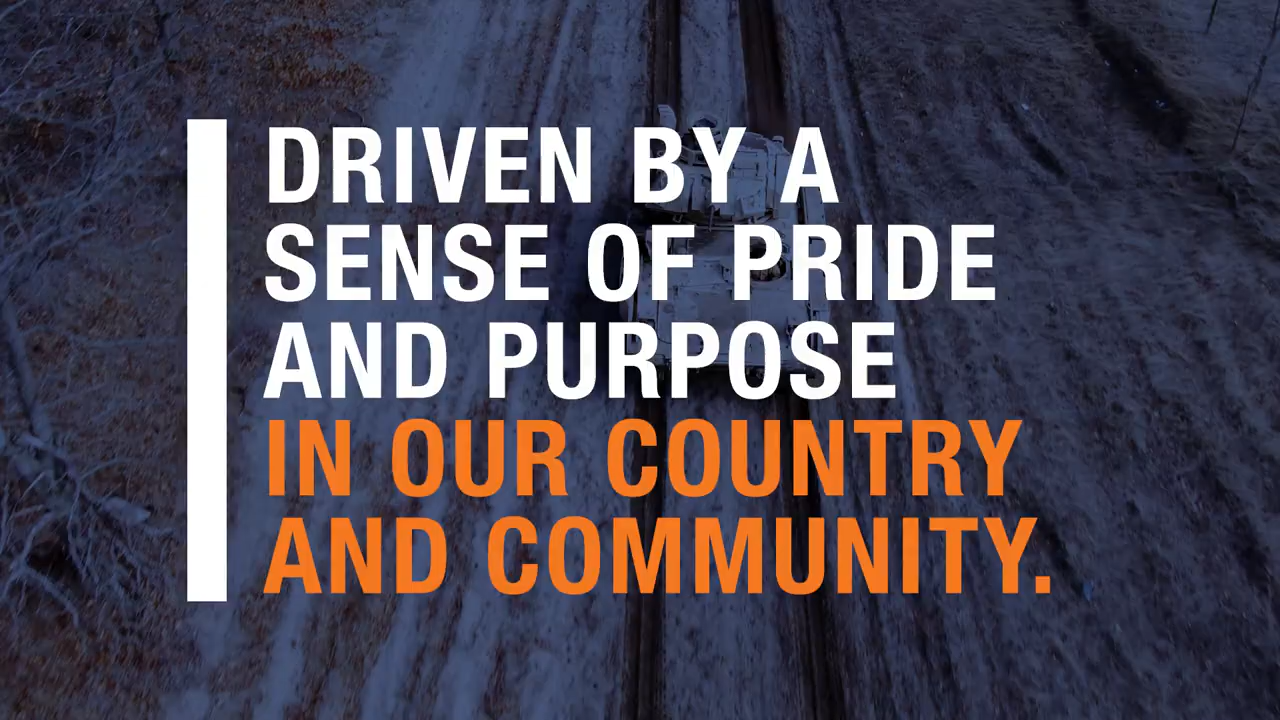 DRIVEN BY A
SENSE OF PRIDE
AND PURPOSE
IN OUR COUNTRY
AND COMMUNITY.